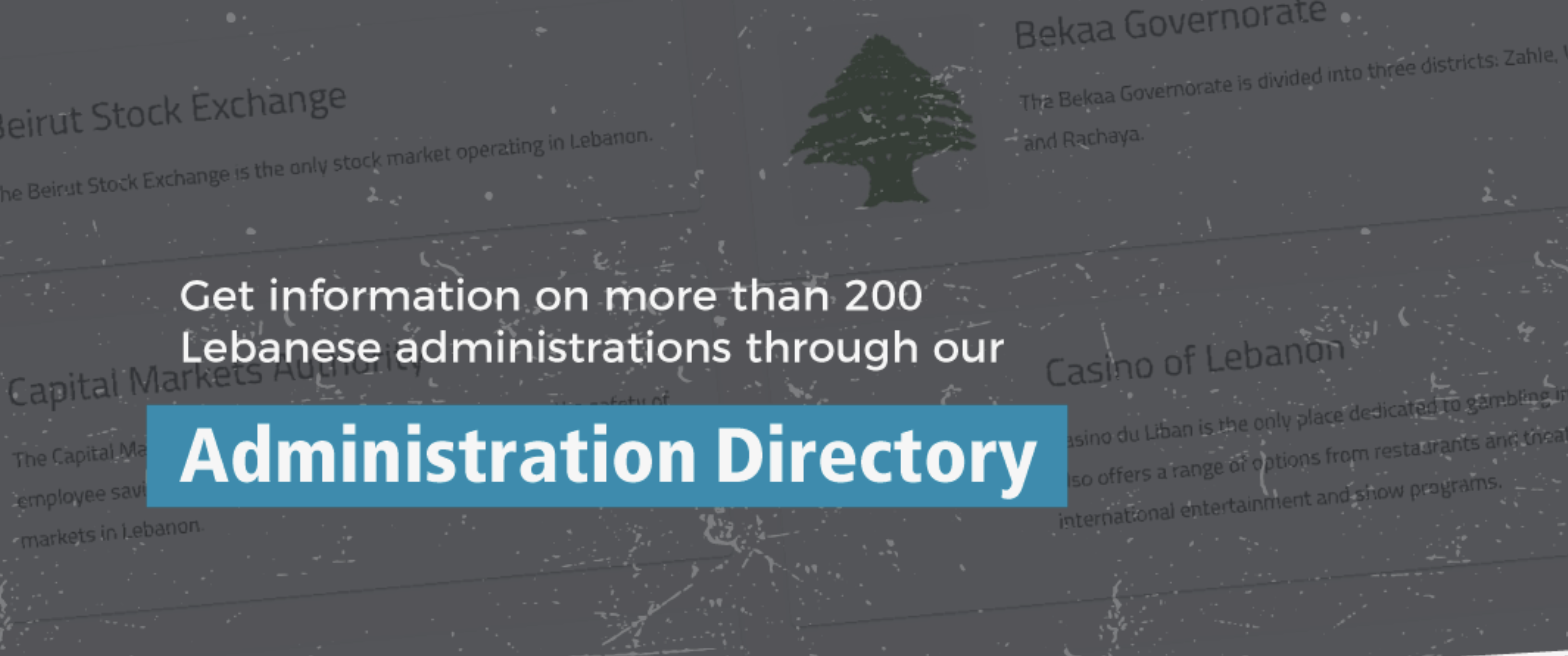 Beirut Stock Exchange
The Beirut Stock Exchange is the only stock market operating in Lebanon.
Bekaa Governorate
The Bekaa Governorate is divided into three districts: Zahle,
and Rachaya.
Get information on more than 200
Lebanese administrations through our
Administration Directory
Capital Markets Authority
safety of
The Capital
employee
markets in Lebanon
Casino of Lebanon
du Liban is the only place dedicated to gambling
offers a range of options from restaurants and
international entertainment and show programs.